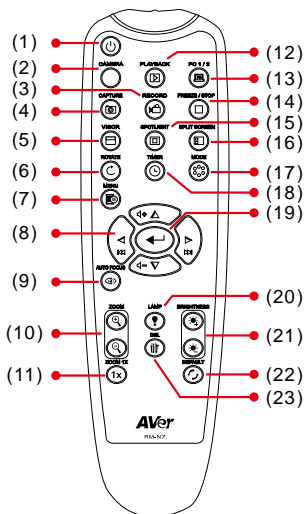 (1)
PLAYBACK
(12)
(2)
CAMERA
PC 1 / 2
(13)
(3)
RECORD
(14)
CAPTURE
FREEZE / STOP
(4)
(15)
VISOR
SPOTLIGHT
SPLIT SCREEN
(5)
(16)
ROTATE
TIMER
MODE
(6)
(17)
(18)
MENU
(7)
(19)
(8)
AUTO FOCUS
(9)
(20)
ZOOM
LAMP
BRIGHTNESS
(10)
(21)
DEL
ZOOM 1X
DEFAULT
(11)
1x
(22)
(23)
AVer
RM-N7